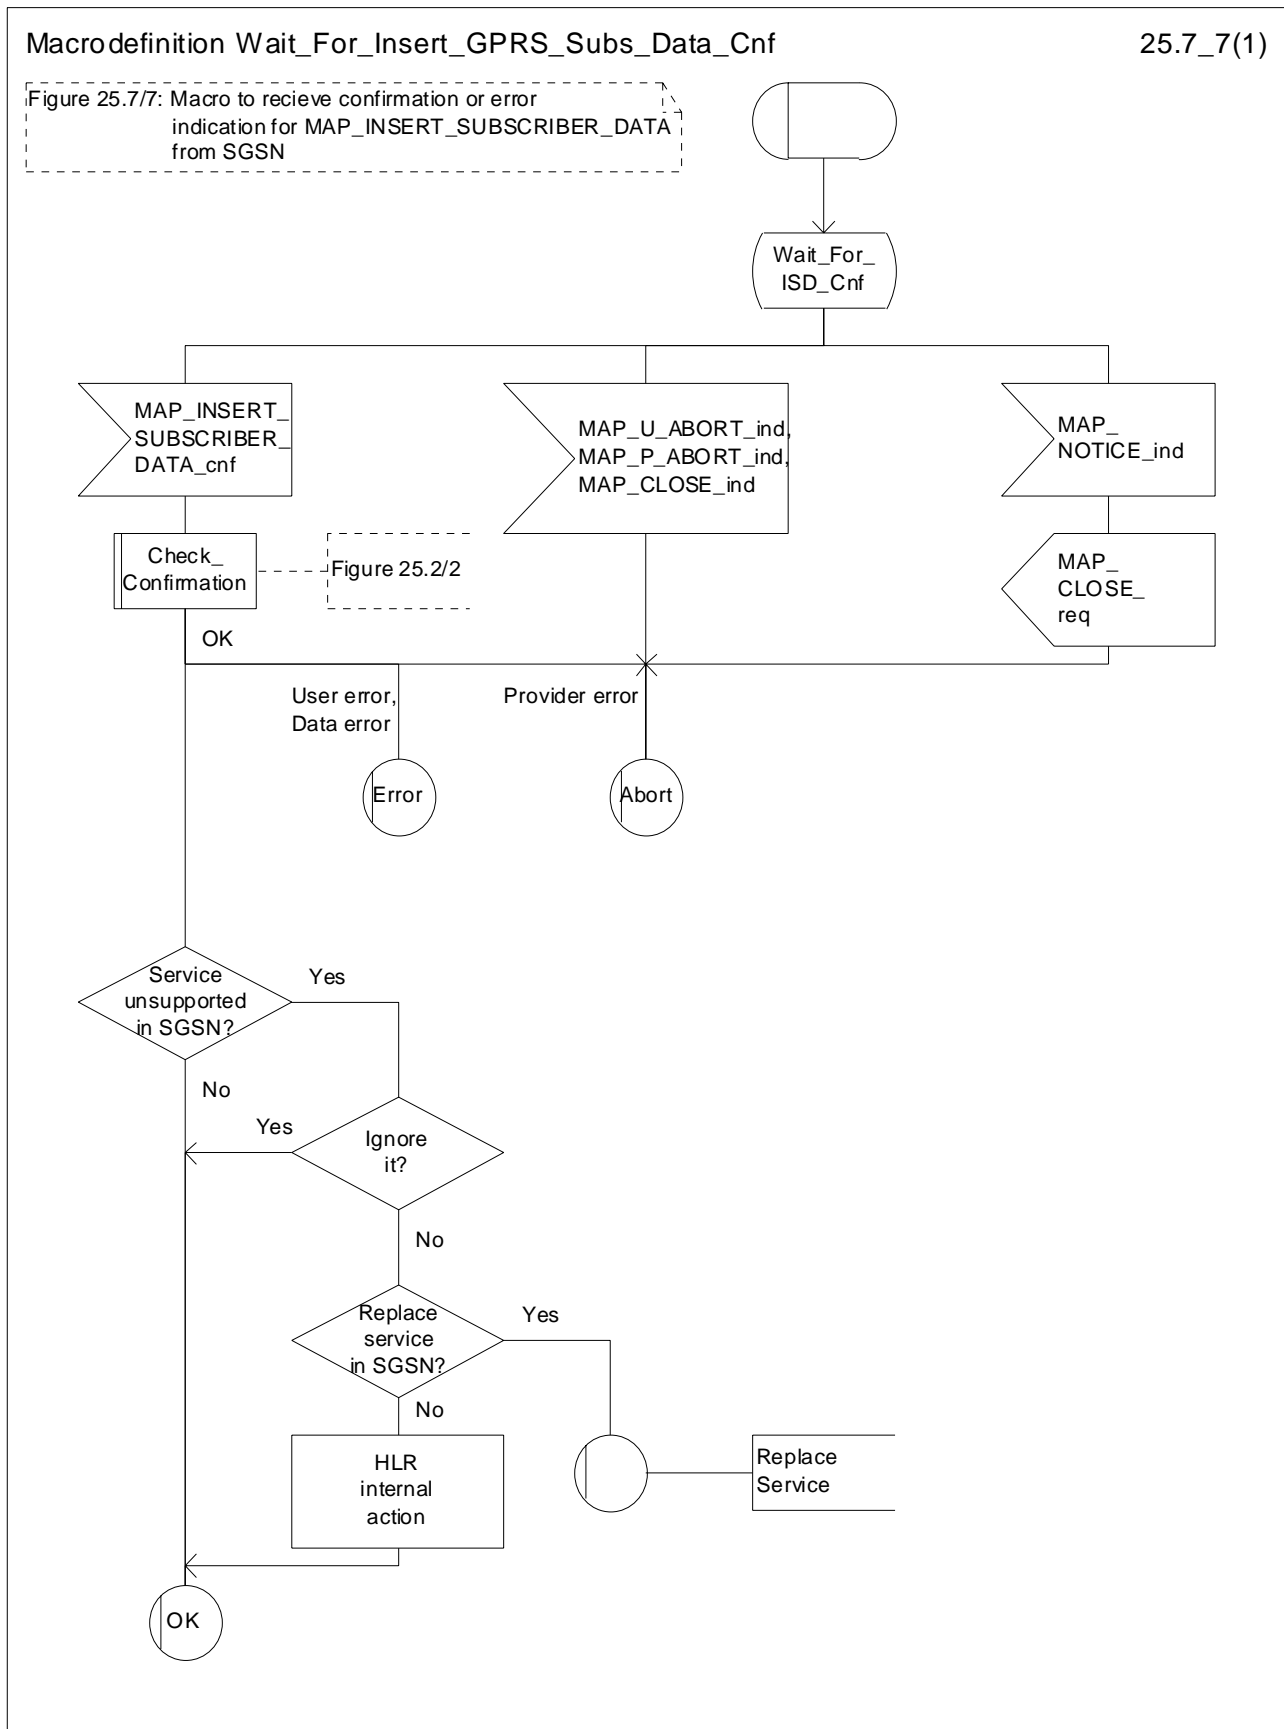 Macrodefinition Wait_For_Insert_GPRS_Subs_Data_Cnf
25.7_7(1)
Figure 25.7/7: Macro to recieve confirmation or error
indication for MAP_INSERT_SUBSCRIBER_DATA
from SGSN
Wait_For_
ISD_Cnf
MAP_INSERT_
SUBSCRIBER_
DATA_cnf
MAP_U_ABORT_ind,
MAP_P_ABORT_ind,
MAP_CLOSE_ind
MAP_
NOTICE_ind
Check_
Confirmation
Figure 25.2/2
MAP_
CLOSE_
req
OK
User error,
Data error
Provider error
Error
Abort
Service
unsupported
in SGSN?
Yes
No
Yes
Ignore
it?
No
Replace
service
in SGSN?
Yes
No
HLR
internal
action
Replace
Service
OK